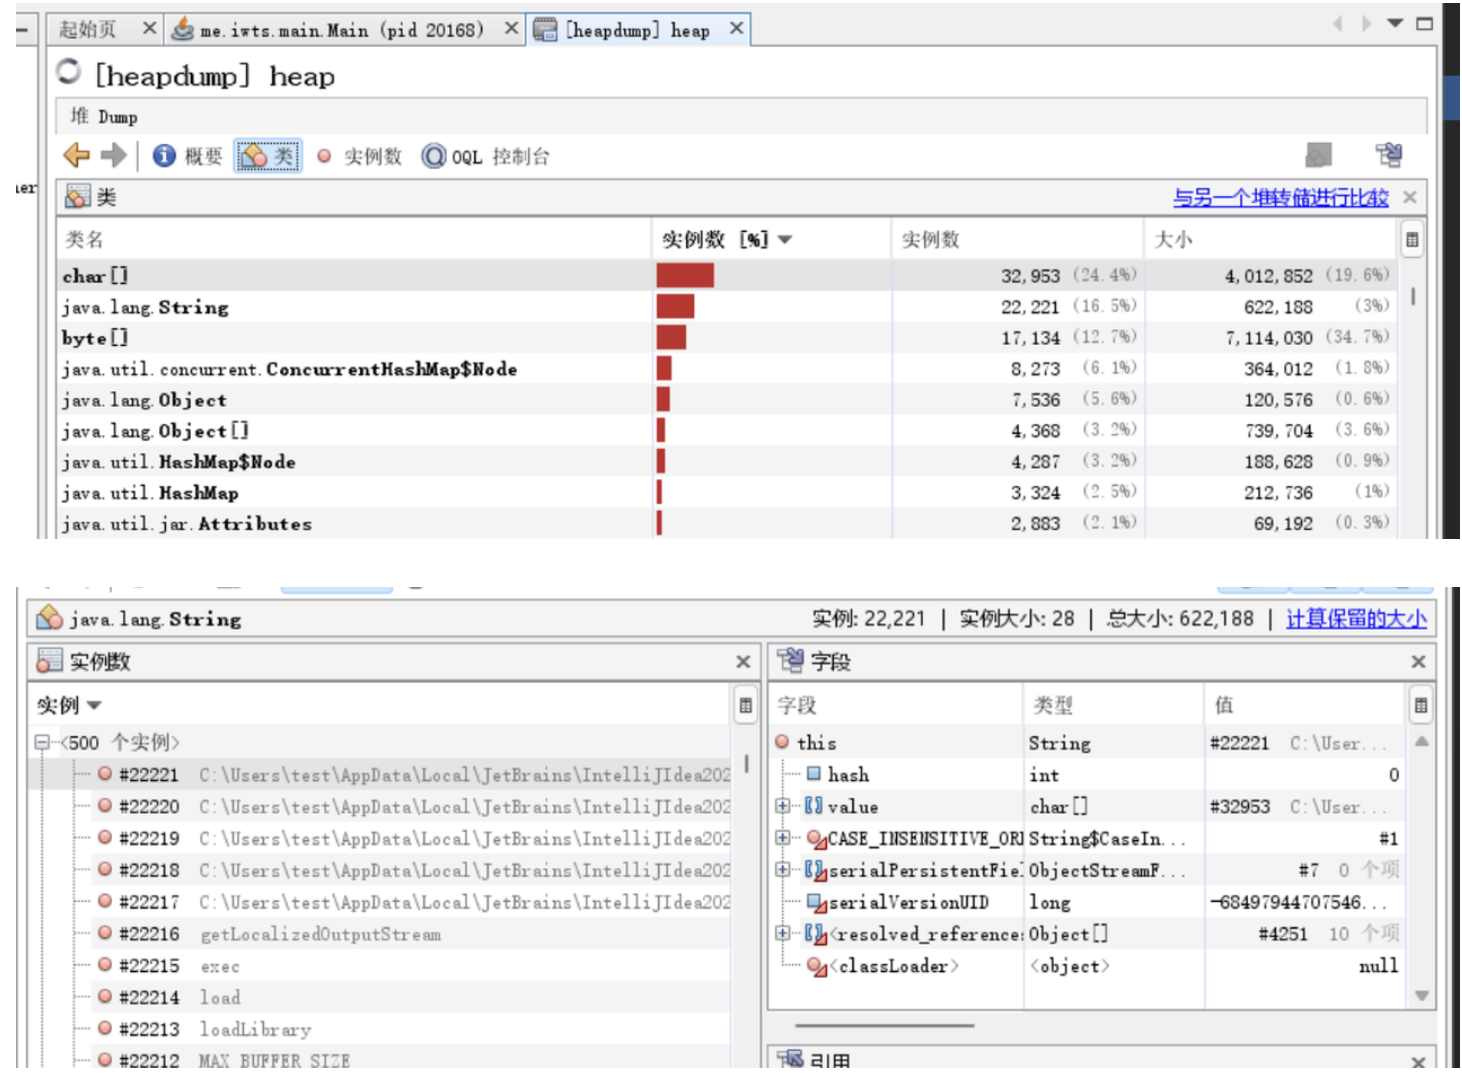 起始页 × me.iwts.main.Main (pid 20168) × [heapdump] heap ×
[heapdump] heap
堆 Dump
概要 类 实例数 OQL 控制台
类 与另一个堆转储进行比较 ×
类名 实例数 [%] 实例数 大小
char[] 32,953 (24.4%) 4,012,852 (19.6%)
java.lang.String 22,221 (16.5%) 622,188 (3%)
byte[] 17,134 (12.7%) 7,114,030 (34.7%)
java.util.concurrent.ConcurrentHashMap$Node 8,273 (6.1%) 364,012 (1.8%)
java.lang.Object 7,536 (5.6%) 120,576 (0.6%)
java.lang.Object[] 4,368 (3.2%) 739,704 (3.6%)
java.util.HashMap$Node 4,287 (3.2%) 188,628 (0.9%)
java.util.HashMap 3,324 (2.5%) 212,736 (1%)
java.util.jar.Attributes 2,883 (2.1%) 69,192 (0.3%)
java.lang.String 实例: 22,221 | 实例大小: 28 | 总大小: 622,188 | 计算保留的大小
实例数 × 字段 ×
实例 字段 类型 值
<500 个实例> this String #22221 C:\User...
#22221 C:\Users\test\AppData\Local\JetBrains\IntelliJIdea202 hash int 0
#22220 C:\Users\test\AppData\Local\JetBrains\IntelliJIdea202 value char[] #32953 C:\User...
#22219 C:\Users\test\AppData\Local\JetBrains\IntelliJIdea202 CASE_INSENSITIVE_OR String$CaseIn... #1
#22218 C:\Users\test\AppData\Local\JetBrains\IntelliJIdea202 serialPersistentFie ObjectStreamF... #7 0 个项
#22217 C:\Users\test\AppData\Local\JetBrains\IntelliJIdea202 serialVersionUID long -68497944707546...
#22216 getLocalizedOutputStream <resolved_reference Object[] #4251 10 个项
#22215 exec <classLoader> <object> null
#22214 load
#22213 loadLibrary
#22212 MAX_BUFFER_SIZE 引用 ×